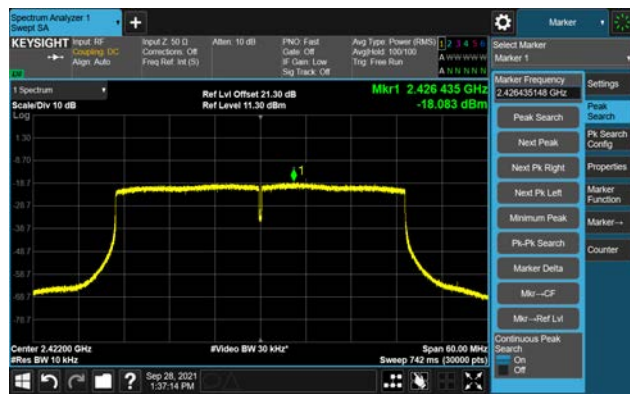 Spectrum Analyzer 1
Swept SA
Marker
KEYSIGHT
Input: RF
Coupling: DC
Align: Auto
Input Z: 50 Ω
Corrections: Off
Freq Ref: Int (S)
Atten: 10 dB
PNO: Fast
Gate: Off
IF Gain: Low
Sig Track: Off
Avg Type: Power (RMS)
Avg|Hold: 100/100
Trig: Free Run
1 2 3 4 5 6
A W W W W W
A N N N N N
Select Marker
Marker 1
1 Spectrum
Scale/Div 10 dB
Log
Ref Lvl Offset 21.30 dB
Ref Level 11.30 dBm
Mkr1 2.426 435 GHz
-18.083 dBm
1
1.30
-8.70
-18.7
-28.7
-38.7
-48.7
-58.7
-68.7
-78.7
Center 2.42200 GHz
#Res BW 10 kHz
#Video BW 30 kHz*
Span 60.00 MHz
Sweep 742 ms (30000 pts)
Marker Frequency
2.426435148 GHz
Peak Search
Next Peak
Next Pk Right
Next Pk Left
Minimum Peak
Pk-Pk Search
Marker Delta
Mkr→CF
Mkr→Ref Lvl
Continuous Peak
Search
On
Off
Settings
Peak
Search
Pk Search
Config
Properties
Marker
Function
Marker→
Counter
?
Sep 28, 2021
1:37:14 PM